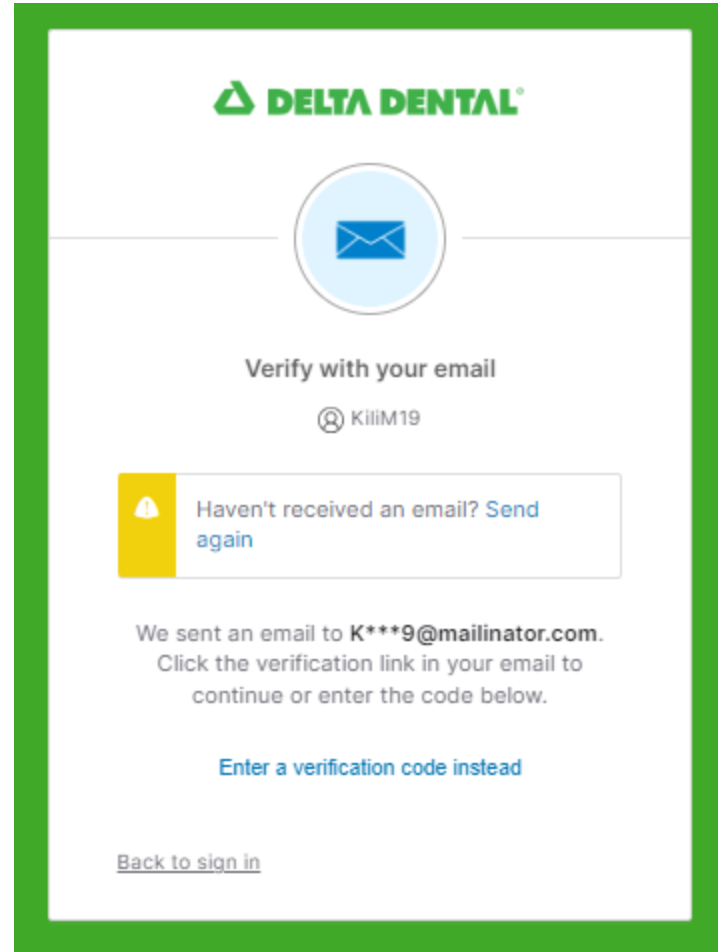 DELTA DENTAL®
Verify with your email
KiliM19
Haven't received an email? Send
again
We sent an email to K***9@mailinator.com.
Click the verification link in your email to
continue or enter the code below.
Enter a verification code instead
Back to sign in